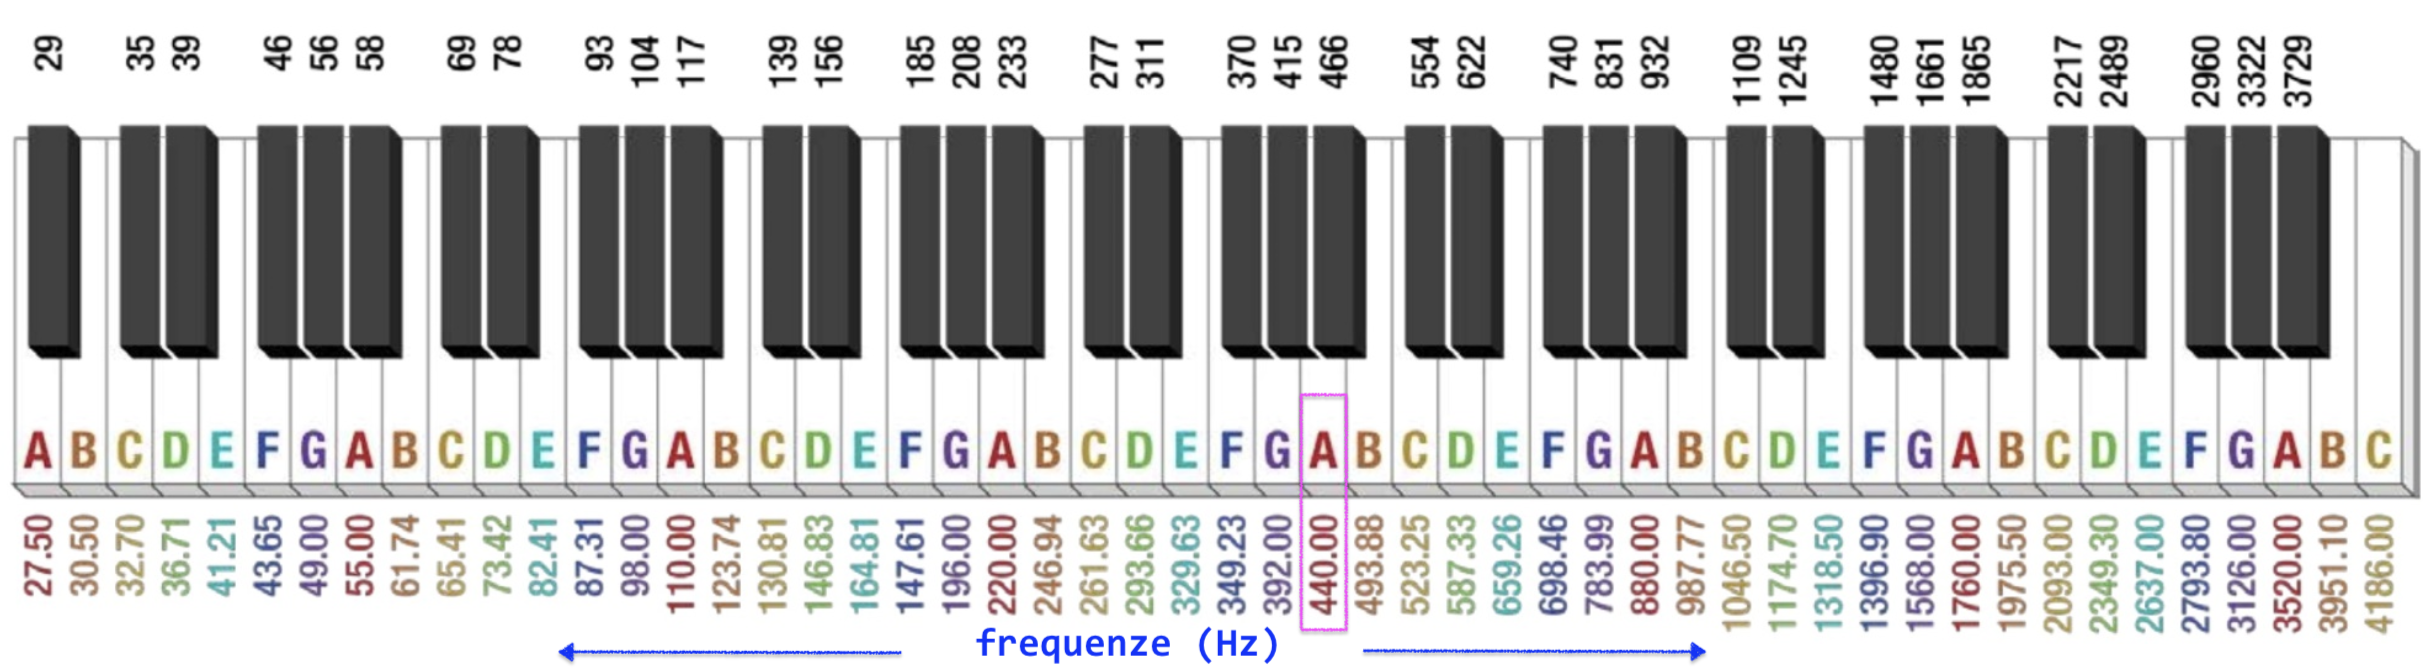 29 35 39 46 56 58 69 78 93 104 117 139 156 185 208 233 277 311 370 415 466 554 622 740 831 932 1109 1245 1480 1661 1865 2217 2489 2960 3322 3729
A B C D E F G A B C D E F G A B C D E F G A B C D E F G A B C D E F G A B C D E F G A B C D E F G A B C
27.50 30.50 32.70 36.71 41.21 43.65 49.00 55.00 61.74 65.41 73.42 82.41 87.31 98.00 110.00 123.74 130.81 146.83 164.81 147.61 196.00 220.00 246.94 261.63 293.66 329.63 349.23 392.00 440.00 493.88 523.25 587.33 659.26 698.46 783.99 880.00 987.77 1046.50 1174.70 1318.50 1396.90 1568.00 1760.00 1975.50 2093.00 2349.30 2637.00 2793.80 3126.00 3520.00 3951.10 4186.00
frequenze (Hz)